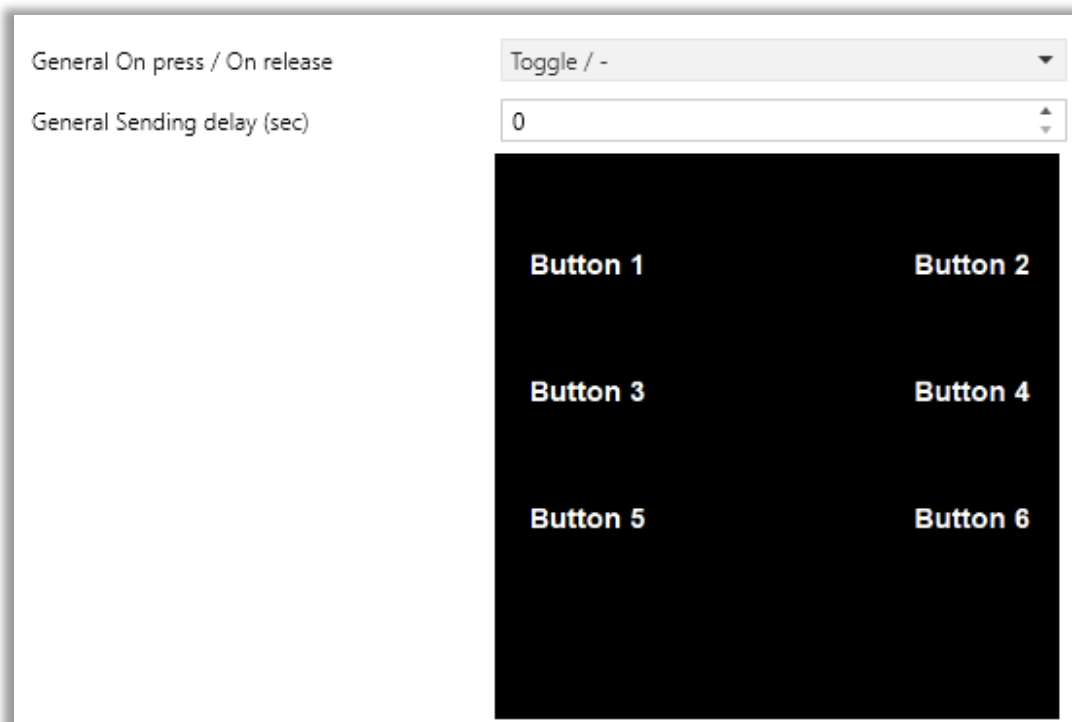 General On press / On release Toggle / -
General Sending delay (sec) 0
Button 1 Button 2
Button 3 Button 4
Button 5 Button 6